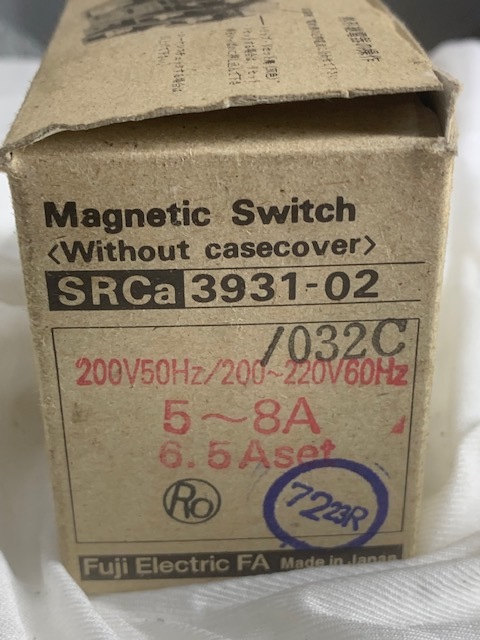 Magnetic Switch
<Without casecover>
SRCa 3931-02
/032C
200V50Hz/200~220V60Hz
5~8A
6.5Aset
Ro
7223R
Fuji Electric FA Made in Japan